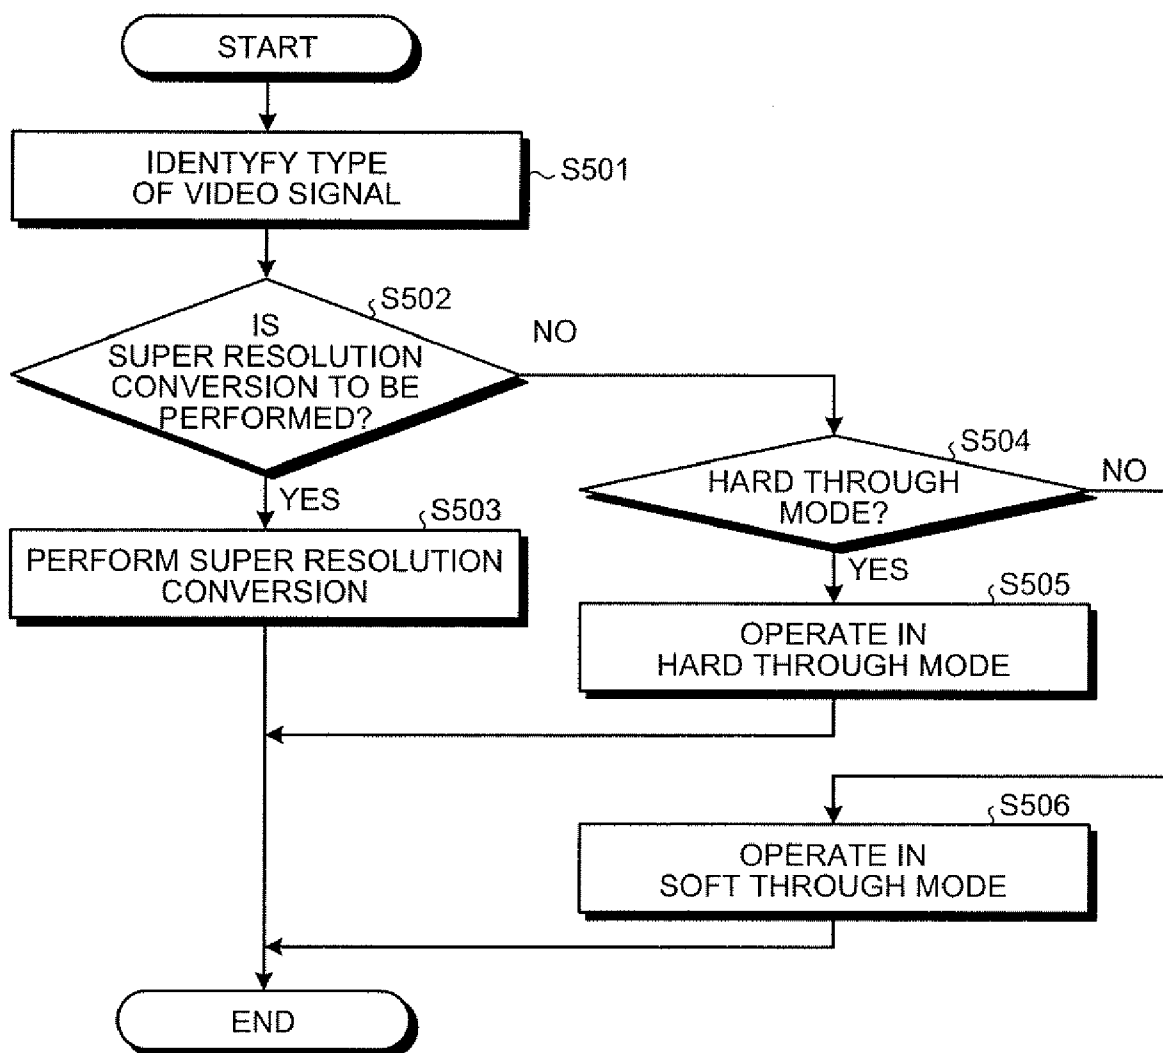 START
IDENTYFY TYPE
OF VIDEO SIGNAL
S501
S502
IS
SUPER RESOLUTION
CONVERSION TO BE
PERFORMED?
NO
YES
S503
PERFORM SUPER RESOLUTION
CONVERSION
S504
HARD THROUGH
MODE?
NO
YES
S505
OPERATE IN
HARD THROUGH MODE
S506
OPERATE IN
SOFT THROUGH MODE
END